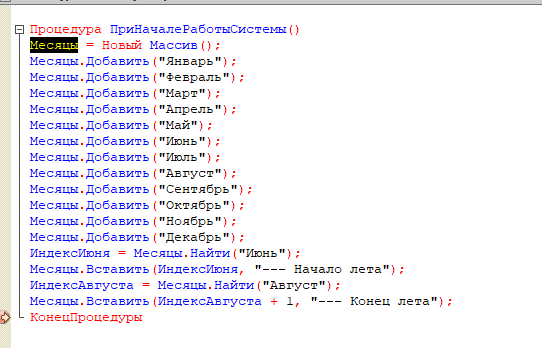 Процедура ПриНачалеРаботыСистемы()
Месяцы = Новый Массив();
Месяцы.Добавить("Январь");
Месяцы.Добавить("Февраль");
Месяцы.Добавить("Март");
Месяцы.Добавить("Апрель");
Месяцы.Добавить("Май");
Месяцы.Добавить("Июнь");
Месяцы.Добавить("Июль");
Месяцы.Добавить("Август");
Месяцы.Добавить("Сентябрь");
Месяцы.Добавить("Октябрь");
Месяцы.Добавить("Ноябрь");
Месяцы.Добавить("Декабрь");
ИндексИюня = Месяцы.Найти("Июнь");
Месяцы.Вставить(ИндексИюня, "--- Начало лета");
ИндексАвгуста = Месяцы.Найти("Август");
Месяцы.Вставить(ИндексАвгуста + 1, "--- Конец лета");
КонецПроцедуры